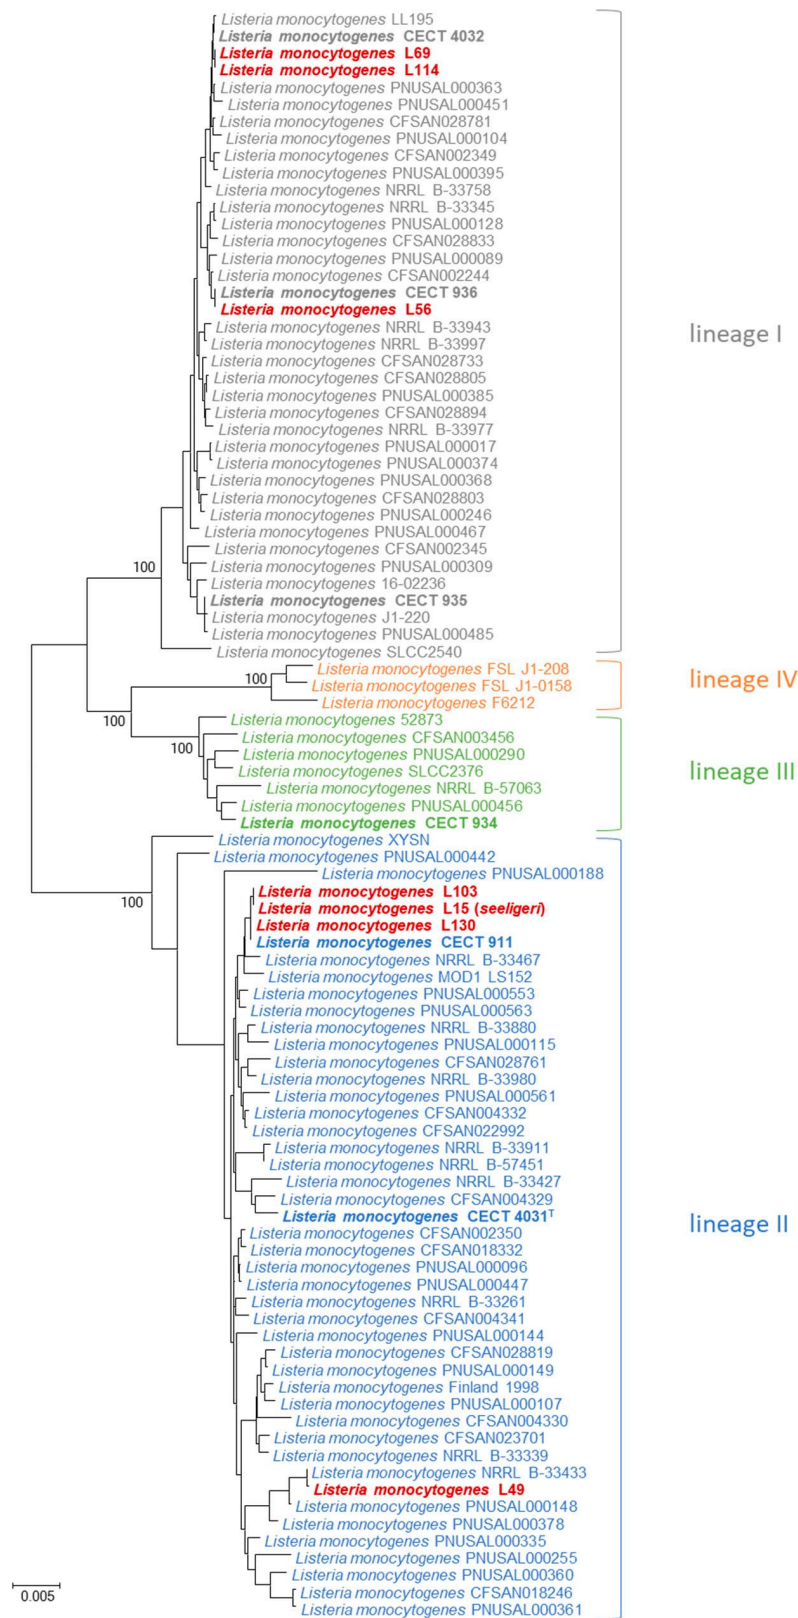 Listeria monocytogenes LL195
Listeria monocytogenes CECT 4032
Listeria monocytogenes L69
Listeria monocytogenes L114
Listeria monocytogenes PNUSAL000363
Listeria monocytogenes PNUSAL000451
Listeria monocytogenes CFSAN028781
Listeria monocytogenes PNUSAL000104
Listeria monocytogenes CFSAN002349
Listeria monocytogenes PNUSAL000395
Listeria monocytogenes NRRL B-33758
Listeria monocytogenes NRRL B-33345
Listeria monocytogenes PNUSAL000128
Listeria monocytogenes CFSAN028833
Listeria monocytogenes PNUSAL000089
Listeria monocytogenes CFSAN002244
Listeria monocytogenes CECT 936
Listeria monocytogenes L56
Listeria monocytogenes NRRL B-33943
lineage I
Listeria monocytogenes NRRL B-33997
Listeria monocytogenes CFSAN028733
Listeria monocytogenes CFSAN028805
Listeria monocytogenes PNUSAL000385
Listeria monocytogenes CFSAN028894
Listeria monocytogenes NRRL B-33977
Listeria monocytogenes PNUSAL000017
Listeria monocytogenes PNUSAL000374
Listeria monocytogenes PNUSAL000368
Listeria monocytogenes CFSAN028803
Listeria monocytogenes PNUSAL000246
Listeria monocytogenes PNUSAL000467
Listeria monocytogenes CFSAN002345
100
Listeria monocytogenes PNUSAL000309
Listeria monocytogenes 16-02236
Listeria monocytogenes CECT 935
Listeria monocytogenes J1-220
Listeria monocytogenes PNUSAL000485
Listeria monocytogenes SLCC2540
Listeria monocytogenes FSL J1-208
100
Listeria monocytogenes FSL J1-0158
lineage IV
Listeria monocytogenes F6212
100
Listeria monocytogenes 52873
Listeria monocytogenes CFSAN003456
100
Listeria monocytogenes PNUSAL000290
Listeria monocytogenes SLCC2376
lineage III
Listeria monocytogenes NRRL B-57063
Listeria monocytogenes PNUSAL000456
Listeria monocytogenes CECT 934
Listeria monocytogenes XYSN
Listeria monocytogenes PNUSAL000442
Listeria monocytogenes PNUSAL000188
Listeria monocytogenes L103
100
Listeria monocytogenes L15 (seeligeri)
Listeria monocytogenes L130
Listeria monocytogenes CECT 911
Listeria monocytogenes NRRL B-33467
Listeria monocytogenes MOD1 LS152
Listeria monocytogenes PNUSAL000553
Listeria monocytogenes PNUSAL000563
Listeria monocytogenes NRRL B-33880
Listeria monocytogenes PNUSAL000115
Listeria monocytogenes CFSAN028761
Listeria monocytogenes NRRL B-33980
Listeria monocytogenes PNUSAL000561
Listeria monocytogenes CFSAN004332
Listeria monocytogenes CFSAN022992
Listeria monocytogenes NRRL B-33911
Listeria monocytogenes NRRL B-57451
Listeria monocytogenes NRRL B-33427
Listeria monocytogenes CFSAN004329
Listeria monocytogenes CECT 4031ᵀ
lineage II
Listeria monocytogenes CFSAN002350
Listeria monocytogenes CFSAN018332
Listeria monocytogenes PNUSAL000096
Listeria monocytogenes PNUSAL000447
Listeria monocytogenes NRRL B-33261
Listeria monocytogenes CFSAN004341
Listeria monocytogenes PNUSAL000144
Listeria monocytogenes CFSAN028819
Listeria monocytogenes PNUSAL000149
Listeria monocytogenes Finland 1998
Listeria monocytogenes PNUSAL000107
Listeria monocytogenes CFSAN004330
Listeria monocytogenes CFSAN023701
Listeria monocytogenes NRRL B-33339
Listeria monocytogenes NRRL B-33433
Listeria monocytogenes L49
Listeria monocytogenes PNUSAL000148
Listeria monocytogenes PNUSAL000378
Listeria monocytogenes PNUSAL000335
Listeria monocytogenes PNUSAL000255
Listeria monocytogenes PNUSAL000360
Listeria monocytogenes CFSAN018246
Listeria monocytogenes PNUSAL000361
0.005